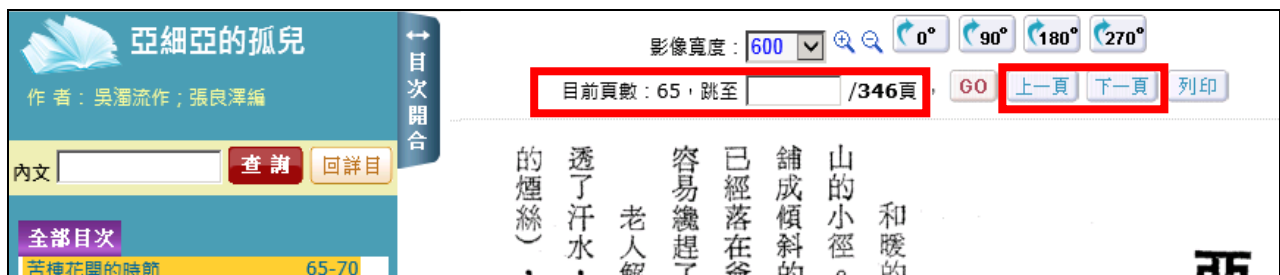 亞細亞的孤兒
作 者：吳濁流作；張良澤編
內文 查詢 回詳目
全部目次
苦楝花開的時節 65-70
↔目次開合
影像寬度：600 0° 90° 180° 270°
目前頁數：65，跳至 /346頁， GO 上一頁 下一頁 列印
和暖的
山的小徑。
舖成傾斜的
已經落在爺
容易纔趕了
老人解
透了汗水，
的煙絲），